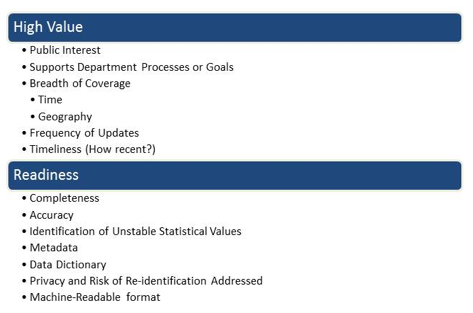 High Value
• Public Interest
• Supports Department Processes or Goals
• Breadth of Coverage
• Time
• Geography
• Frequency of Updates
• Timeliness (How recent?)
Readiness
• Completeness
• Accuracy
• Identification of Unstable Statistical Values
• Metadata
• Data Dictionary
• Privacy and Risk of Re-identification Addressed
• Machine-Readable format